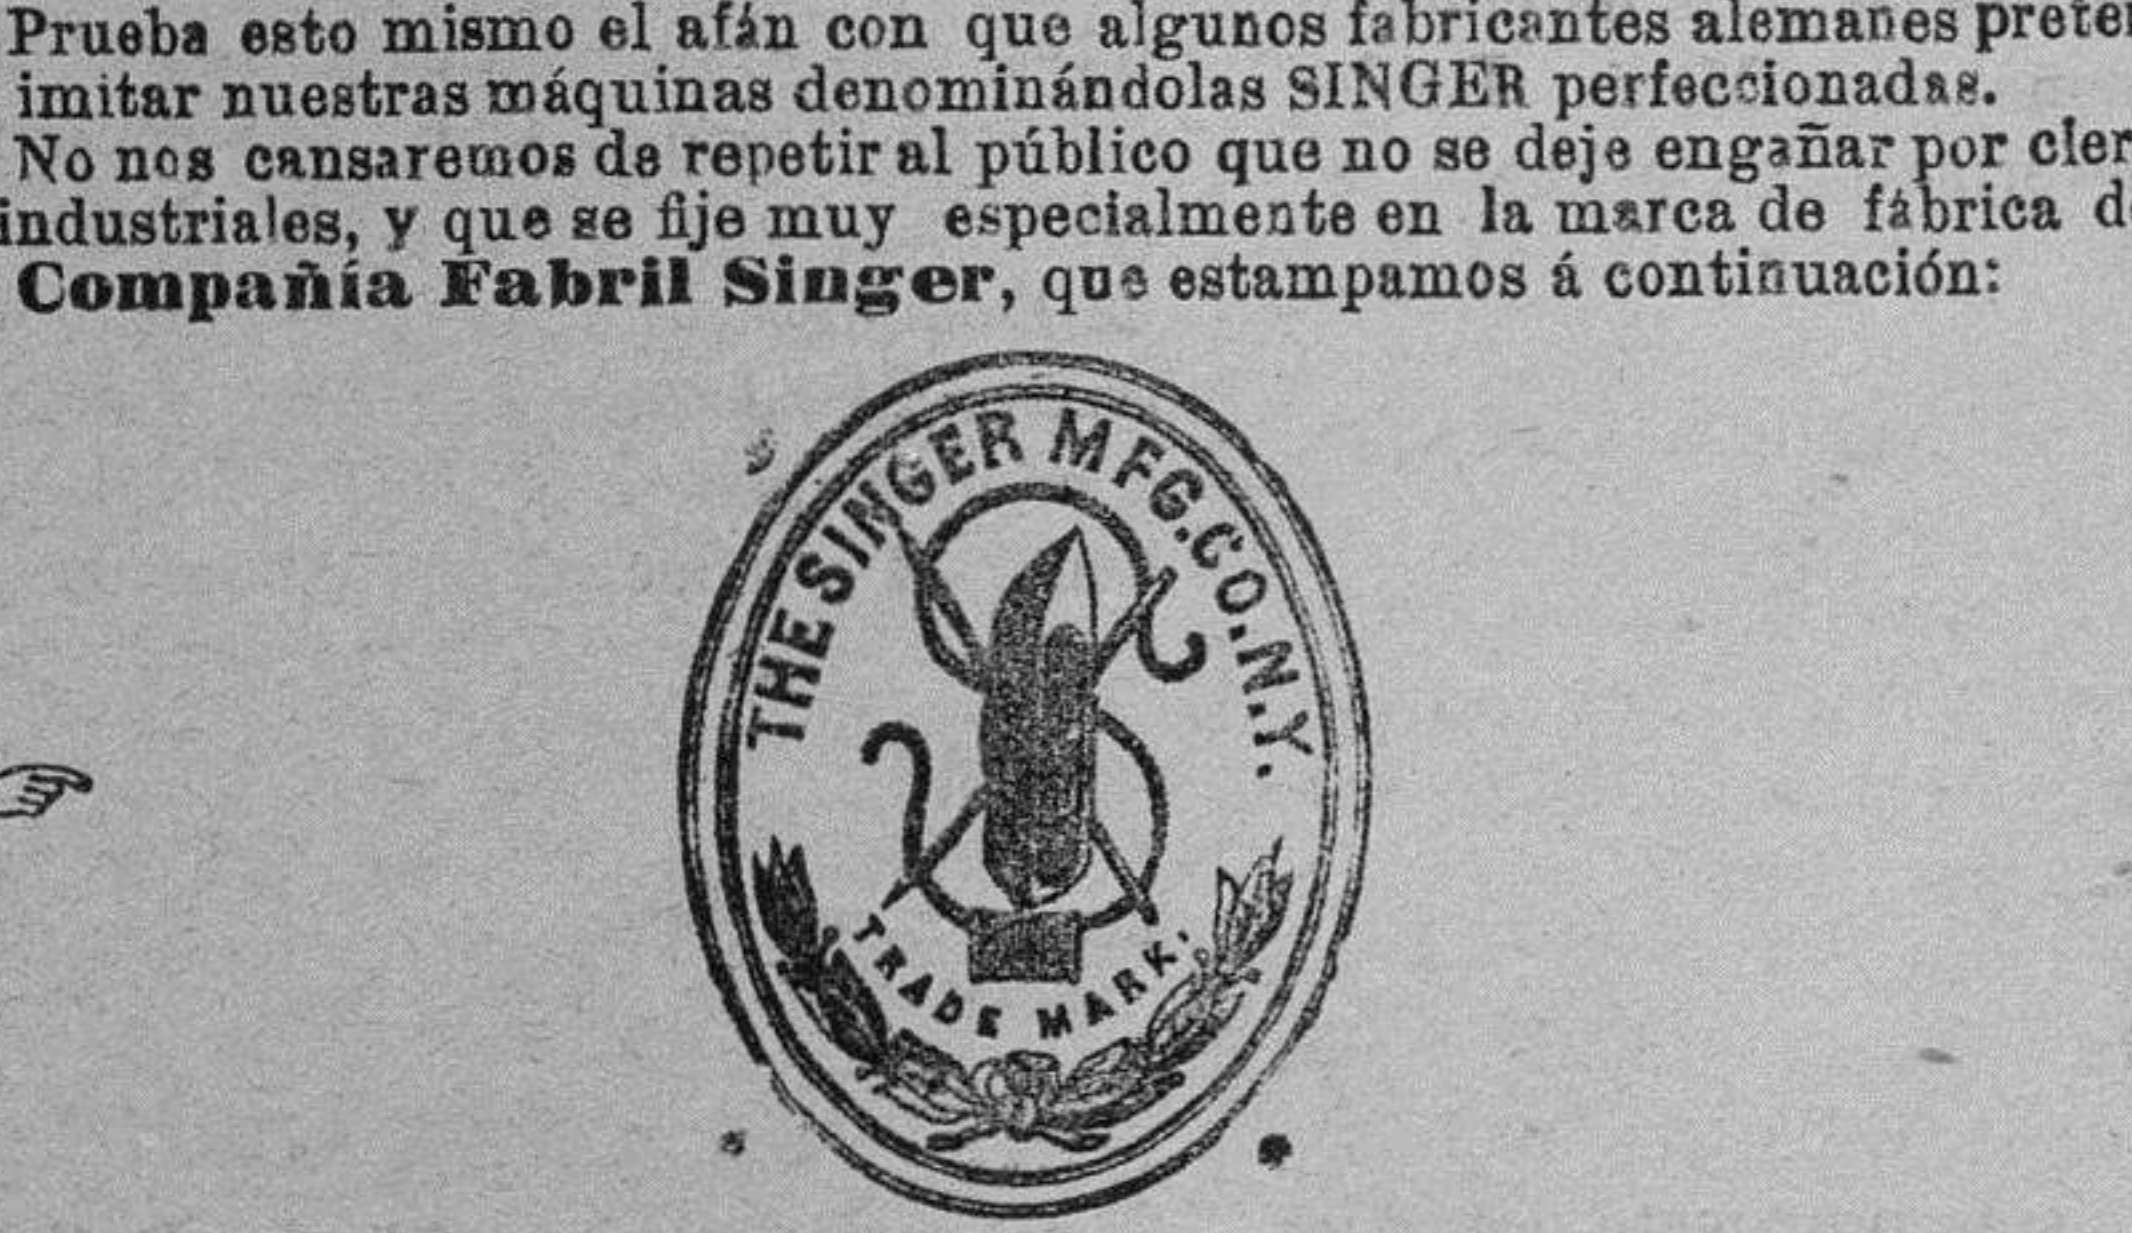 Prueba esto mismo el afán con que algunos fabricantes alemanes preten
imitar nuestras máquinas denominándolas SINGER perfeccionadas.
No nos cansaremos de repetir al público que no se deje engañar por cier
industriales, y que se fije muy especialmente en la marca de fábrica de
Compañía Fabril Singer, que estampamos á continuación:
THE SINGER MFG. CO. N.Y.
TRADE MARK.